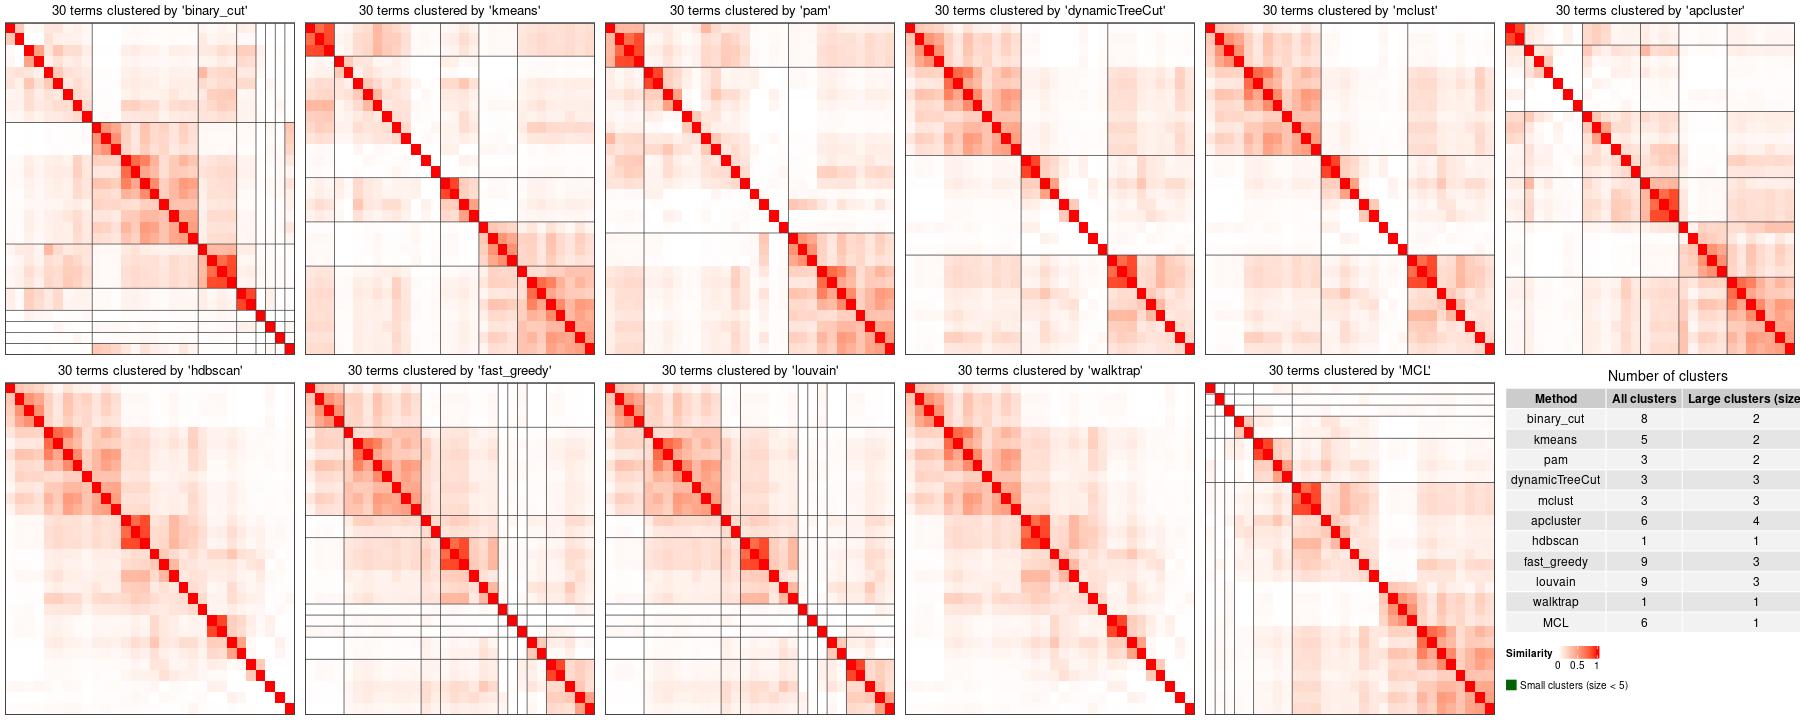 30 terms clustered by 'binary_cut'
30 terms clustered by 'kmeans'
30 terms clustered by 'pam'
30 terms clustered by 'dynamicTreeCut'
30 terms clustered by 'mclust'
30 terms clustered by 'apcluster'
30 terms clustered by 'hdbscan'
30 terms clustered by 'fast_greedy'
30 terms clustered by 'louvain'
30 terms clustered by 'walktrap'
30 terms clustered by 'MCL'
Number of clusters
Method All clusters Large clusters (size
binary_cut 8 2
kmeans 5 2
pam 3 2
dynamicTreeCut 3 3
mclust 3 3
apcluster 6 4
hdbscan 1 1
fast_greedy 9 3
louvain 9 3
walktrap 1 1
MCL 6 1
Similarity
0 0.5 1
Small clusters (size < 5)